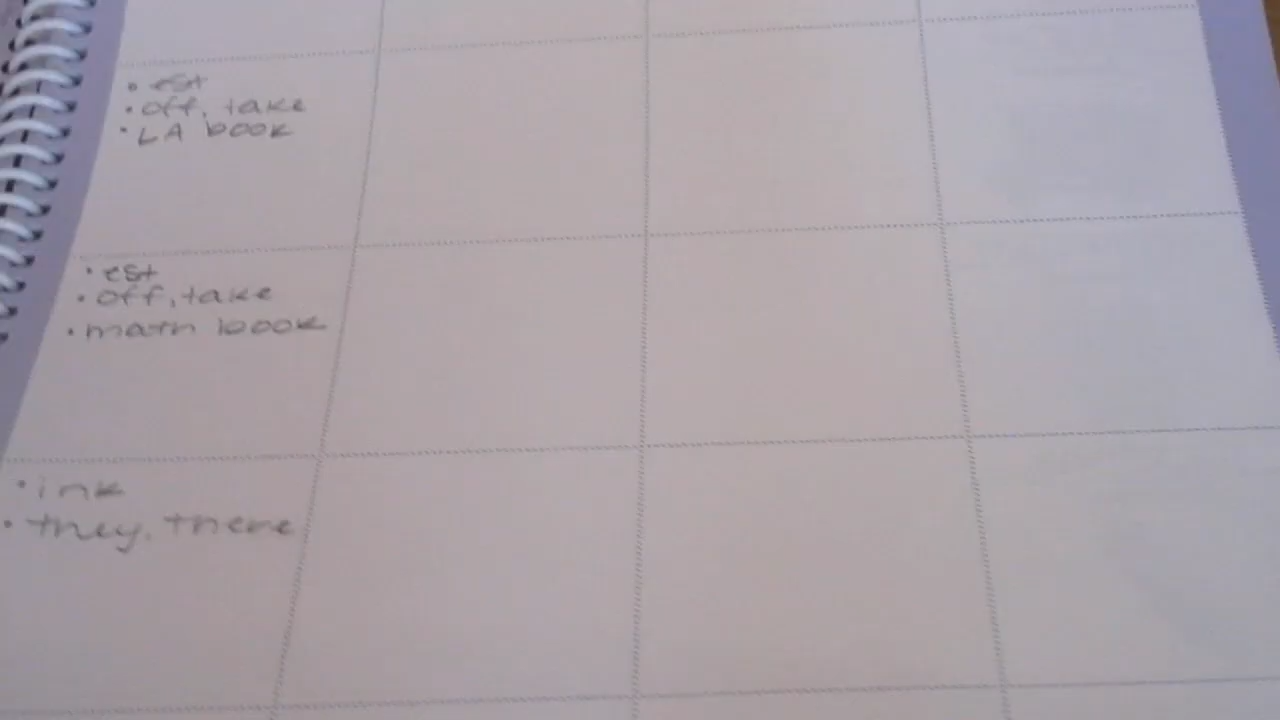 • est
• off, take
• LA book
• est
• off, take
• math book
• ink
• they, there